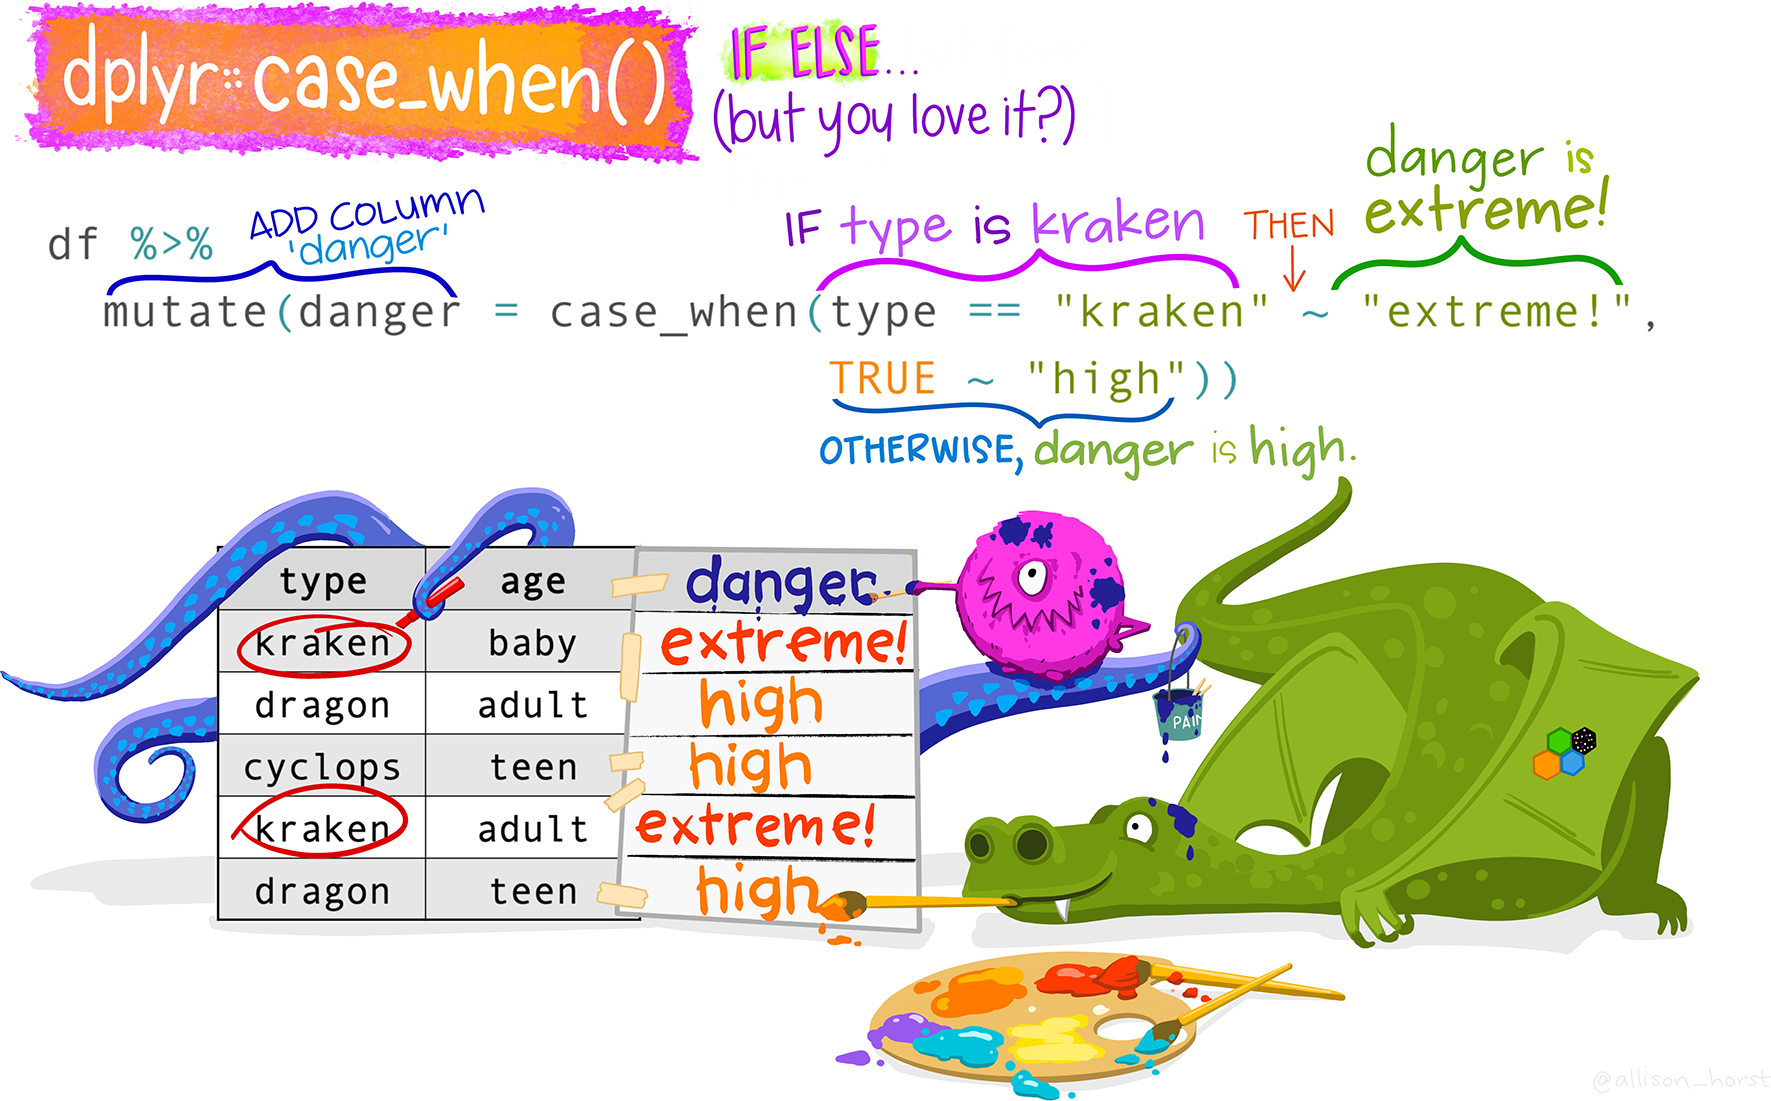 dplyr::case_when()
IF ELSE...
(but you love it?)
df %>%
ADD COLUMN
'danger'
IF type is kraken
THEN
danger is
extreme!
mutate(danger = case_when(type == "kraken" ~ "extreme!",
TRUE ~ "high"))
OTHERWISE, danger is high.
type age danger
kraken baby extreme!
dragon adult high
cyclops teen high
kraken adult extreme!
dragon teen high
PAIN
@allison_horst